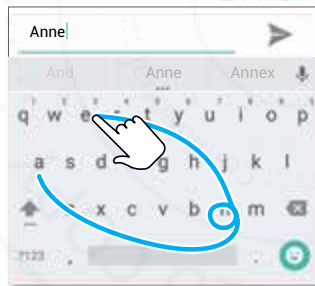 Anne
And Anne Annex
q w e t y u i o p
a s d g h j k l
x c v b n m
?123 , .